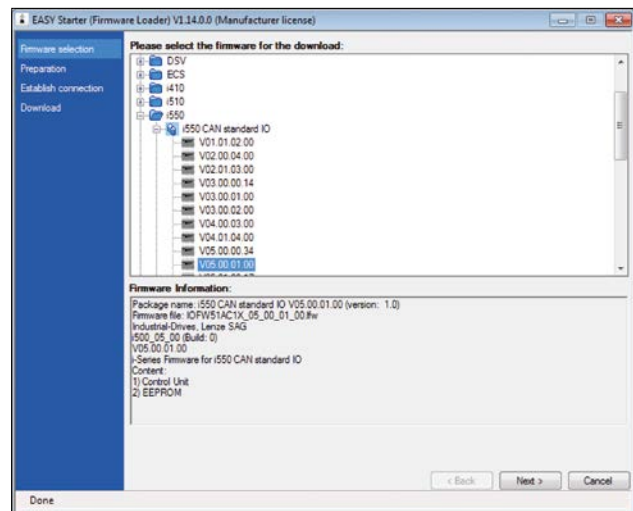 EASY Starter (Firmware Loader) V1.14.0.0 (Manufacturer license)
Firmware selection
Preparation
Establish connection
Download
Please select the firmware for the download:
DSV
ECS
i410
i510
i550
i550 CAN standard IO
V01.01.02.00
V02.00.04.00
V02.01.03.00
V03.00.00.14
V03.00.01.00
V03.00.02.00
V04.00.03.00
V04.01.04.00
V05.00.00.34
V05.00.01.00
Firmware Information:
Package name: i550 CAN standard IO V05.00.01.00 (version: 1.0)
Firmware file: IOFW51AC1X_05_00_01_00.lfw
Industrial-Drives, Lenze SAG
i500_05_00 (Build: 0)
V05.00.01.00
i-Series Firmware for i550 CAN standard IO
Content:
1) Control Unit
2) EEPROM
< Back
Next >
Cancel
Done